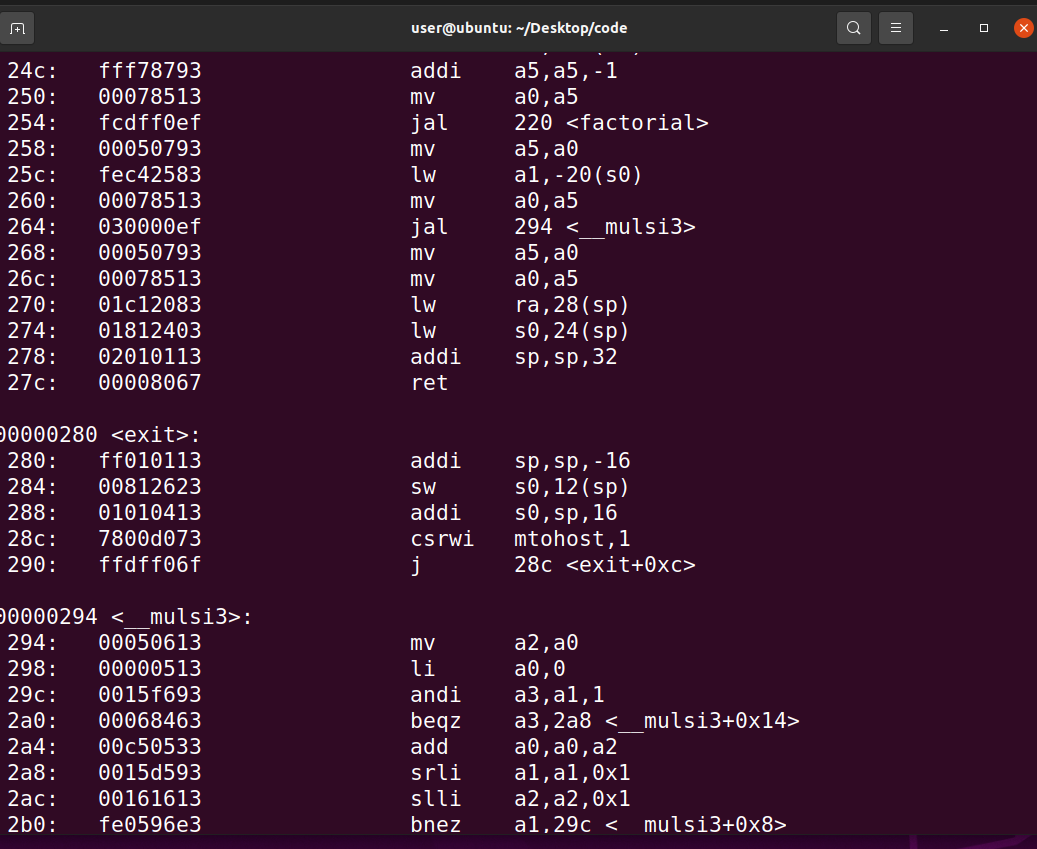 user@ubuntu: ~/Desktop/code
24c: fff78793 addi a5,a5,-1
250: 00078513 mv a0,a5
254: fcdff0ef jal 220 <factorial>
258: 00050793 mv a5,a0
25c: fec42583 lw a1,-20(s0)
260: 00078513 mv a0,a5
264: 030000ef jal 294 <__mulsi3>
268: 00050793 mv a5,a0
26c: 00078513 mv a0,a5
270: 01c12083 lw ra,28(sp)
274: 01812403 lw s0,24(sp)
278: 02010113 addi sp,sp,32
27c: 00008067 ret
00000280 <exit>:
280: ff010113 addi sp,sp,-16
284: 00812623 sw s0,12(sp)
288: 01010413 addi s0,sp,16
28c: 7800d073 csrwi mtohost,1
290: ffdff06f j 28c <exit+0xc>
00000294 <__mulsi3>:
294: 00050613 mv a2,a0
298: 00000513 li a0,0
29c: 0015f693 andi a3,a1,1
2a0: 00068463 beqz a3,2a8 <__mulsi3+0x14>
2a4: 00c50533 add a0,a0,a2
2a8: 0015d593 srli a1,a1,0x1
2ac: 00161613 slli a2,a2,0x1
2b0: fe0596e3 bnez a1,29c <__mulsi3+0x8>